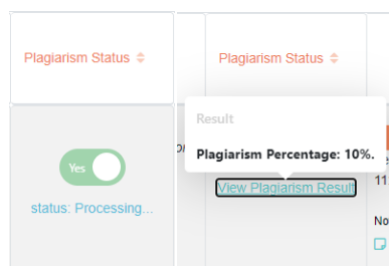 Plagiarism Status
Yes
status: Processing...
Plagiarism Status
Result
Plagiarism Percentage: 10%.
View Plagiarism Result
11
No